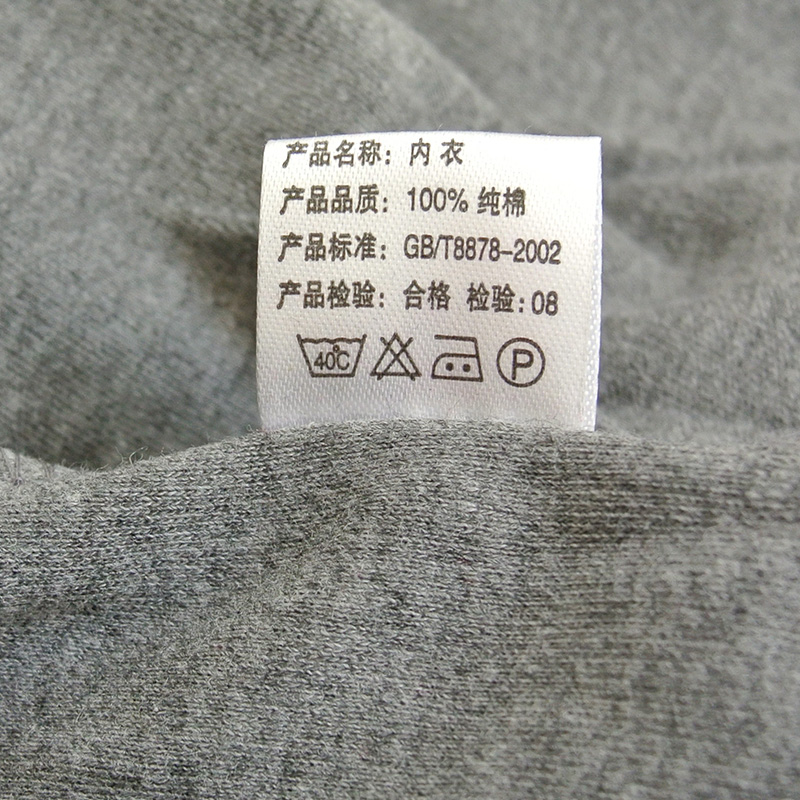 产品名称：内衣
产品品质：100% 纯棉
产品标准：GB/T8878-2002
产品检验：合格 检验：08
40℃ P